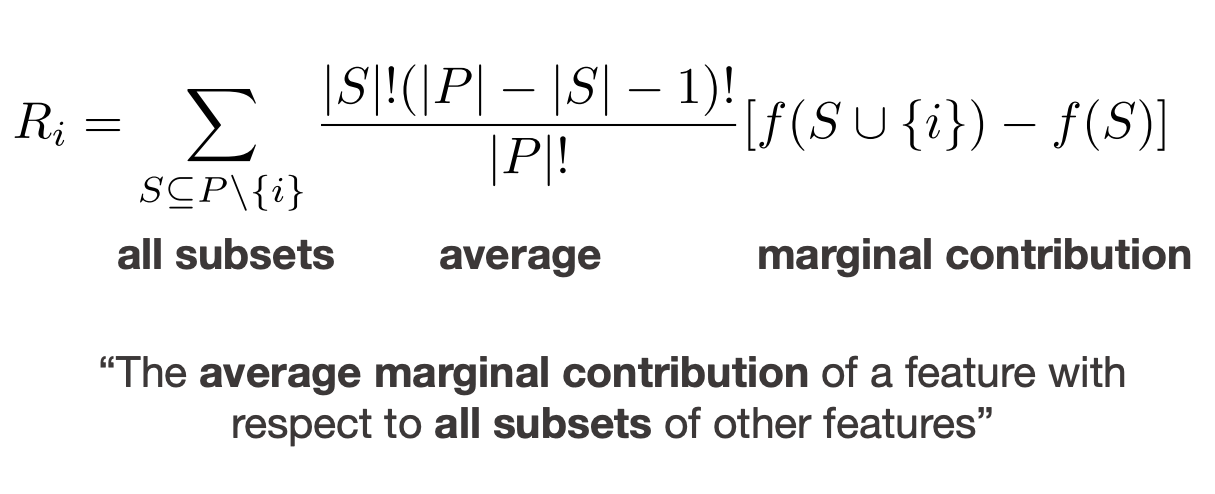 R_i = \sum_{S \subseteq P \setminus \{i\}} \frac{|S|!(|P| - |S| - 1)!}{|P|!} [f(S \cup \{i\}) - f(S)]
all subsets average marginal contribution
“The average marginal contribution of a feature with
respect to all subsets of other features”